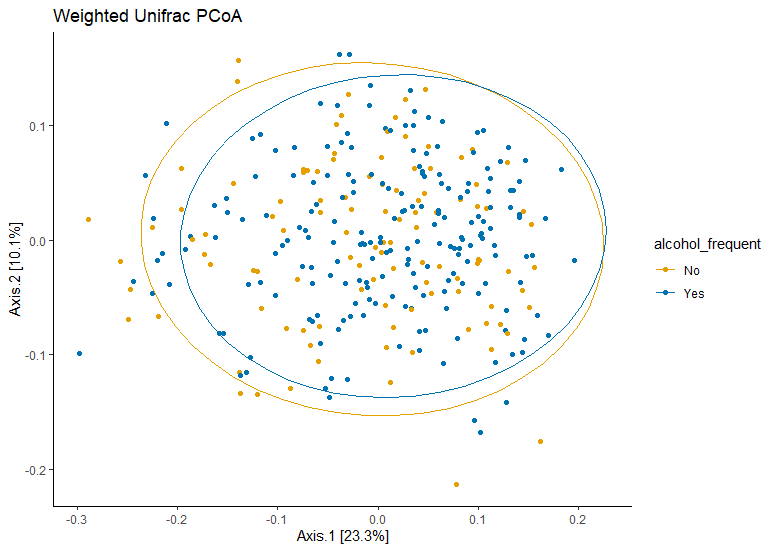 Weighted Unifrac PCoA
Axis.2 [10.1%]
0.1
0.0
-0.1
-0.2
-0.3
-0.2
-0.1
0.0
0.1
0.2
Axis.1 [23.3%]
alcohol_frequent
No
Yes